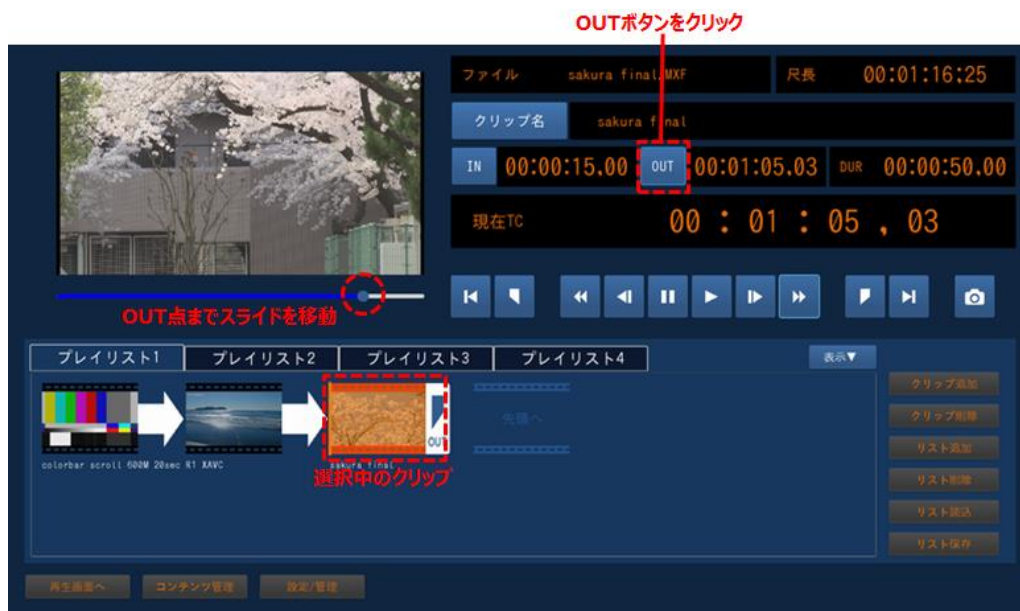 OUTボタンをクリック
ファイル sakura final.MXF 尺長 00:01:16:25
クリップ名 sakura final
IN 00:00:15.00 OUT 00:01:05.03 DUR 00:00:50.00
現在TC 00 : 01 : 05 , 03
OUT点までスライドを移動
プレイリスト1 プレイリスト2 プレイリスト3 プレイリスト4 表示▼
クリップ追加
先頭へ
クリップ削除
OUT
リスト追加
colorbar scroll 600M 20sec R1 XAVC sakura final
選択中のクリップ
リスト削除
リスト読込
リスト保存
再生画面へ コンテンツ管理 設定/管理